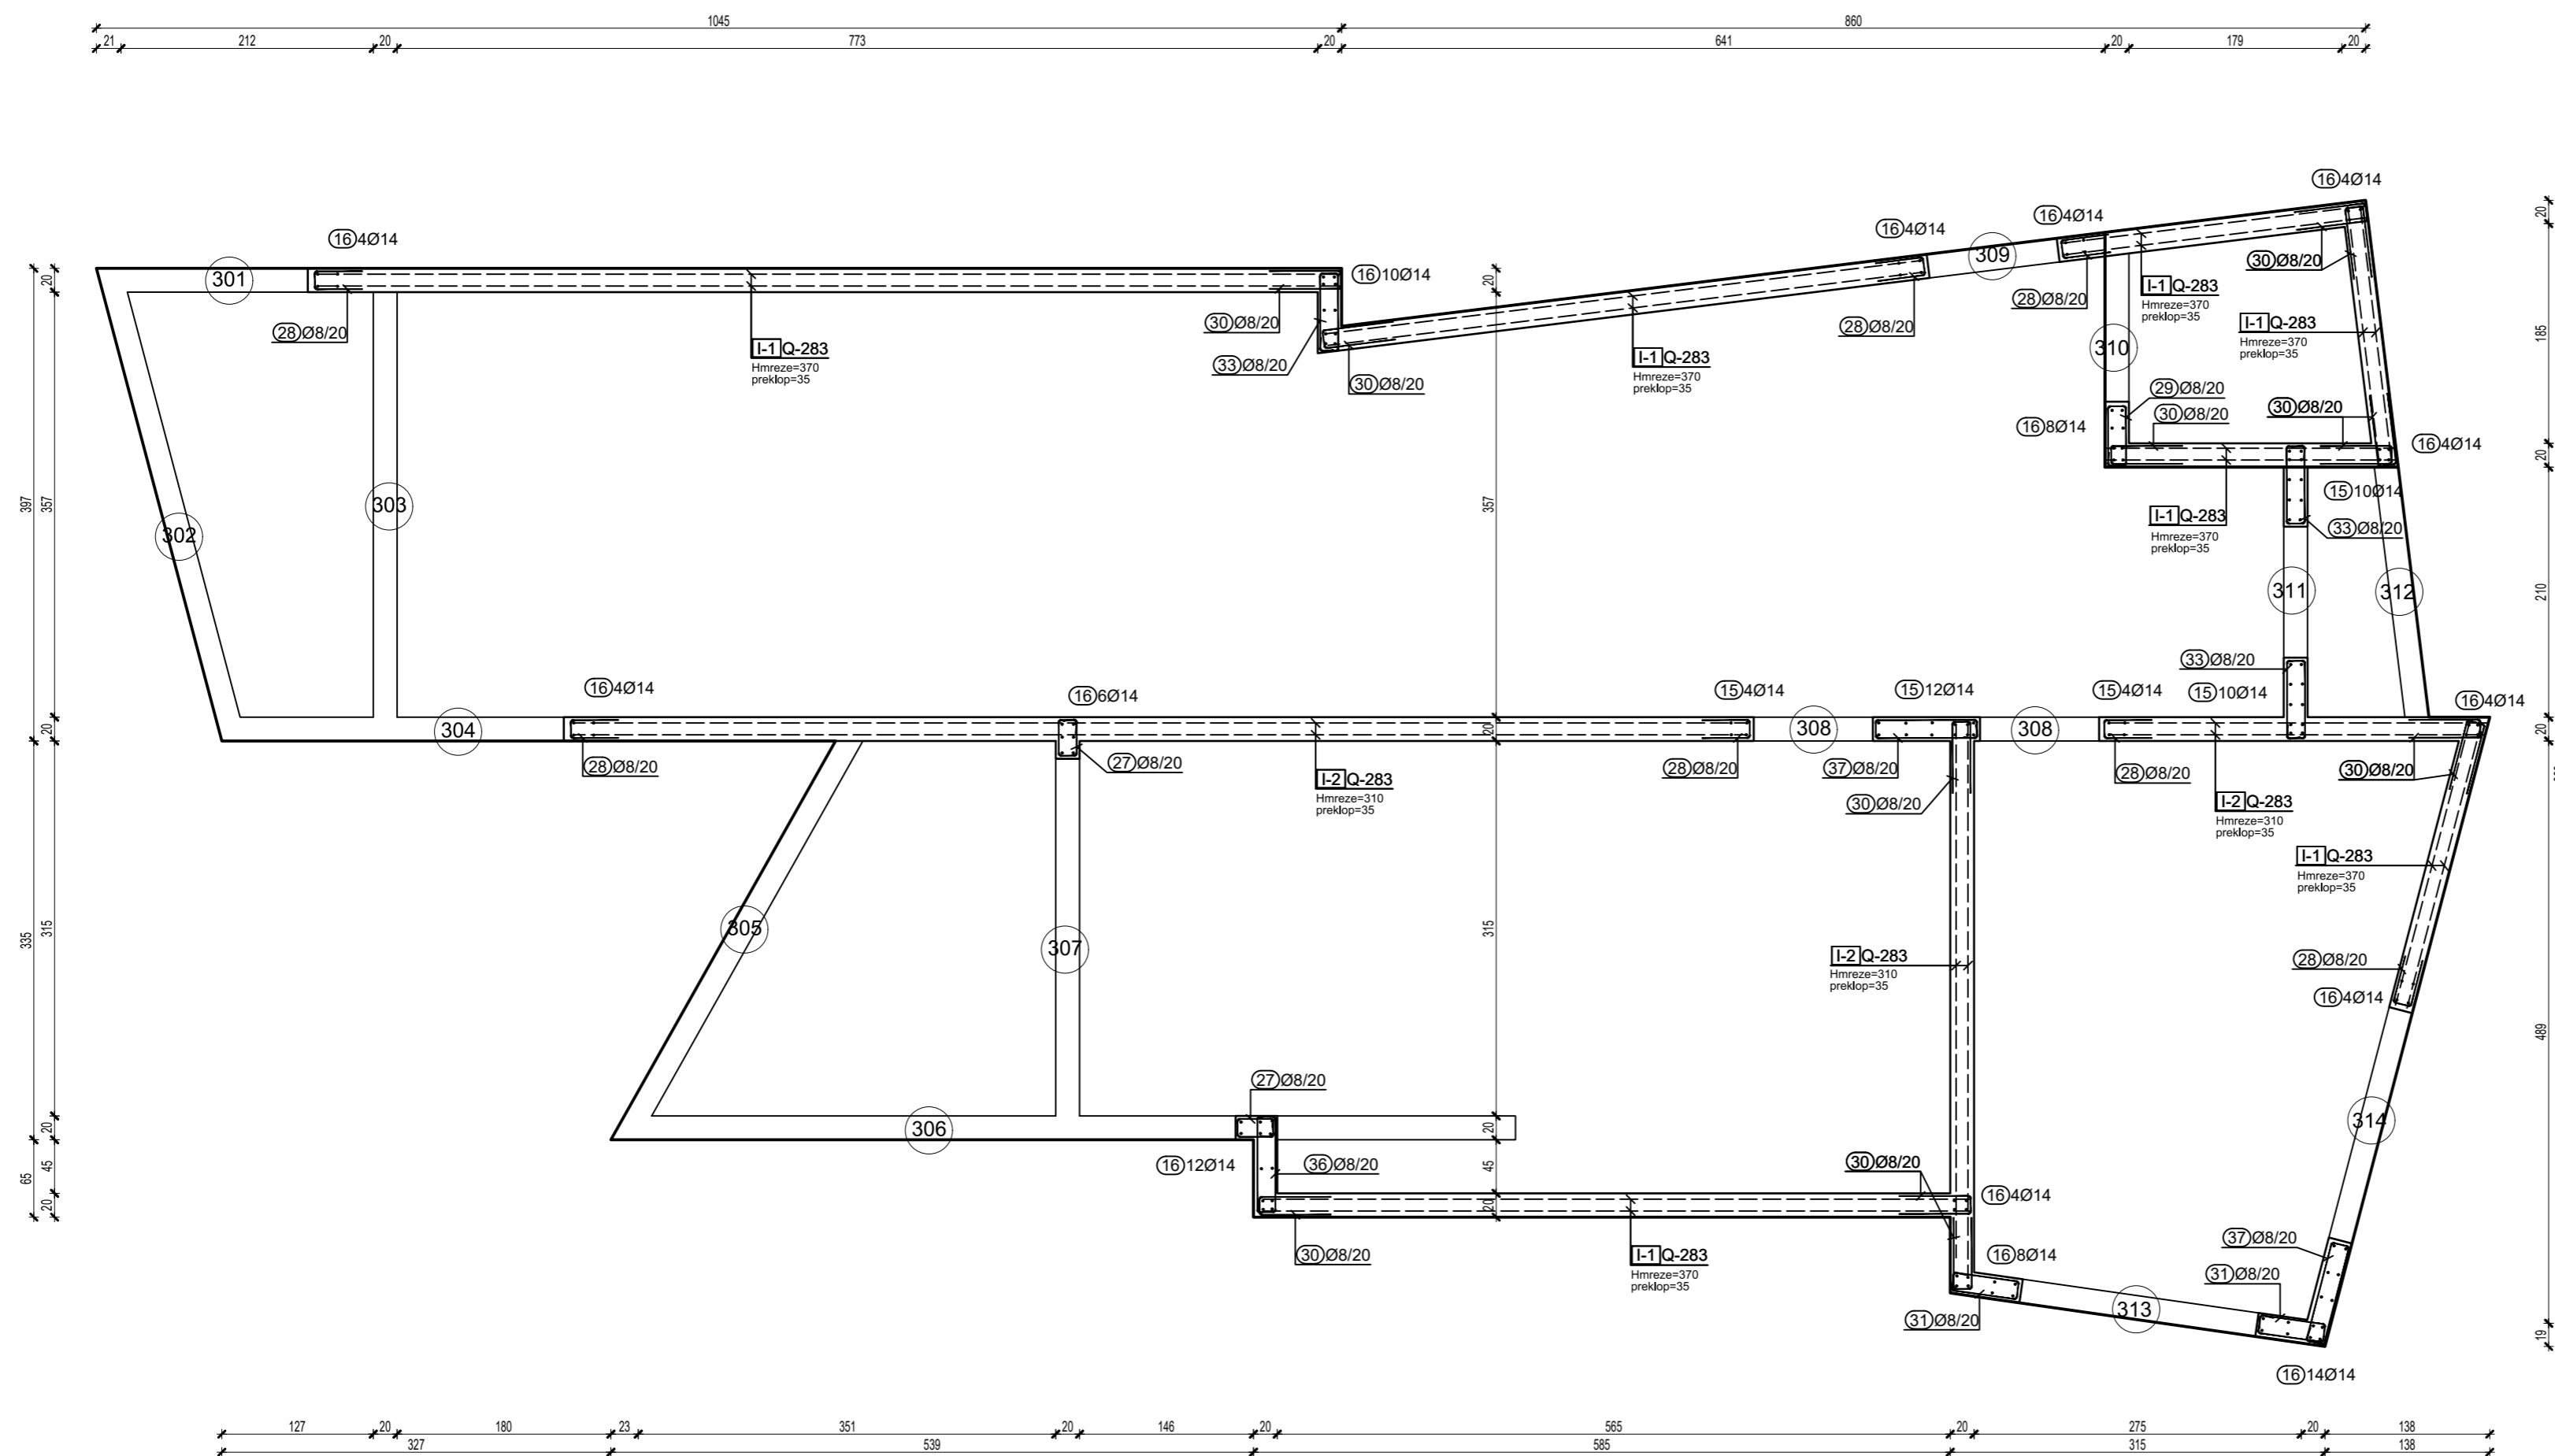 1045
860
21
212
20
773
20
641
20
179
20
(16)4Ø14
(16)4Ø14
(16)4Ø14
(16)4Ø14
301
(28)Ø8/20
I-1 Q-283
Hmreze=370
preklop=35
(30)Ø8/20
(16)10Ø14
(33)Ø8/20
(30)Ø8/20
20
I-1 Q-283
Hmreze=370
preklop=35
(28)Ø8/20
309
(28)Ø8/20
I-1 Q-283
Hmreze=370
preklop=35
(30)Ø8/20
I-1 Q-283
Hmreze=370
preklop=35
310
(29)Ø8/20
(30)Ø8/20
(30)Ø8/20
(16)8Ø14
(16)4Ø14
20
185
20
210
20
489
19
397
20
357
20
335
315
20
65
45
20
302
303
357
I-1 Q-283
Hmreze=370
preklop=35
(15)10Ø14
(33)Ø8/20
311
312
(33)Ø8/20
304
(16)4Ø14
(28)Ø8/20
(16)6Ø14
(27)Ø8/20
I-2 Q-283
Hmreze=310
preklop=35
20
(15)4Ø14
(28)Ø8/20
308
(15)12Ø14
(37)Ø8/20
(30)Ø8/20
308
(15)4Ø14
(15)10Ø14
(28)Ø8/20
(16)4Ø14
(30)Ø8/20
I-2 Q-283
Hmreze=310
preklop=35
I-1 Q-283
Hmreze=370
preklop=35
305
307
315
I-2 Q-283
Hmreze=310
preklop=35
(28)Ø8/20
(16)4Ø14
314
(27)Ø8/20
306
20
(16)12Ø14
(36)Ø8/20
45
20
(30)Ø8/20
(16)4Ø14
(30)Ø8/20
I-1 Q-283
Hmreze=370
preklop=35
(16)8Ø14
(31)Ø8/20
313
(37)Ø8/20
(31)Ø8/20
(16)14Ø14
127
20
180
23
351
20
146
20
565
20
275
20
138
327
539
585
315
138